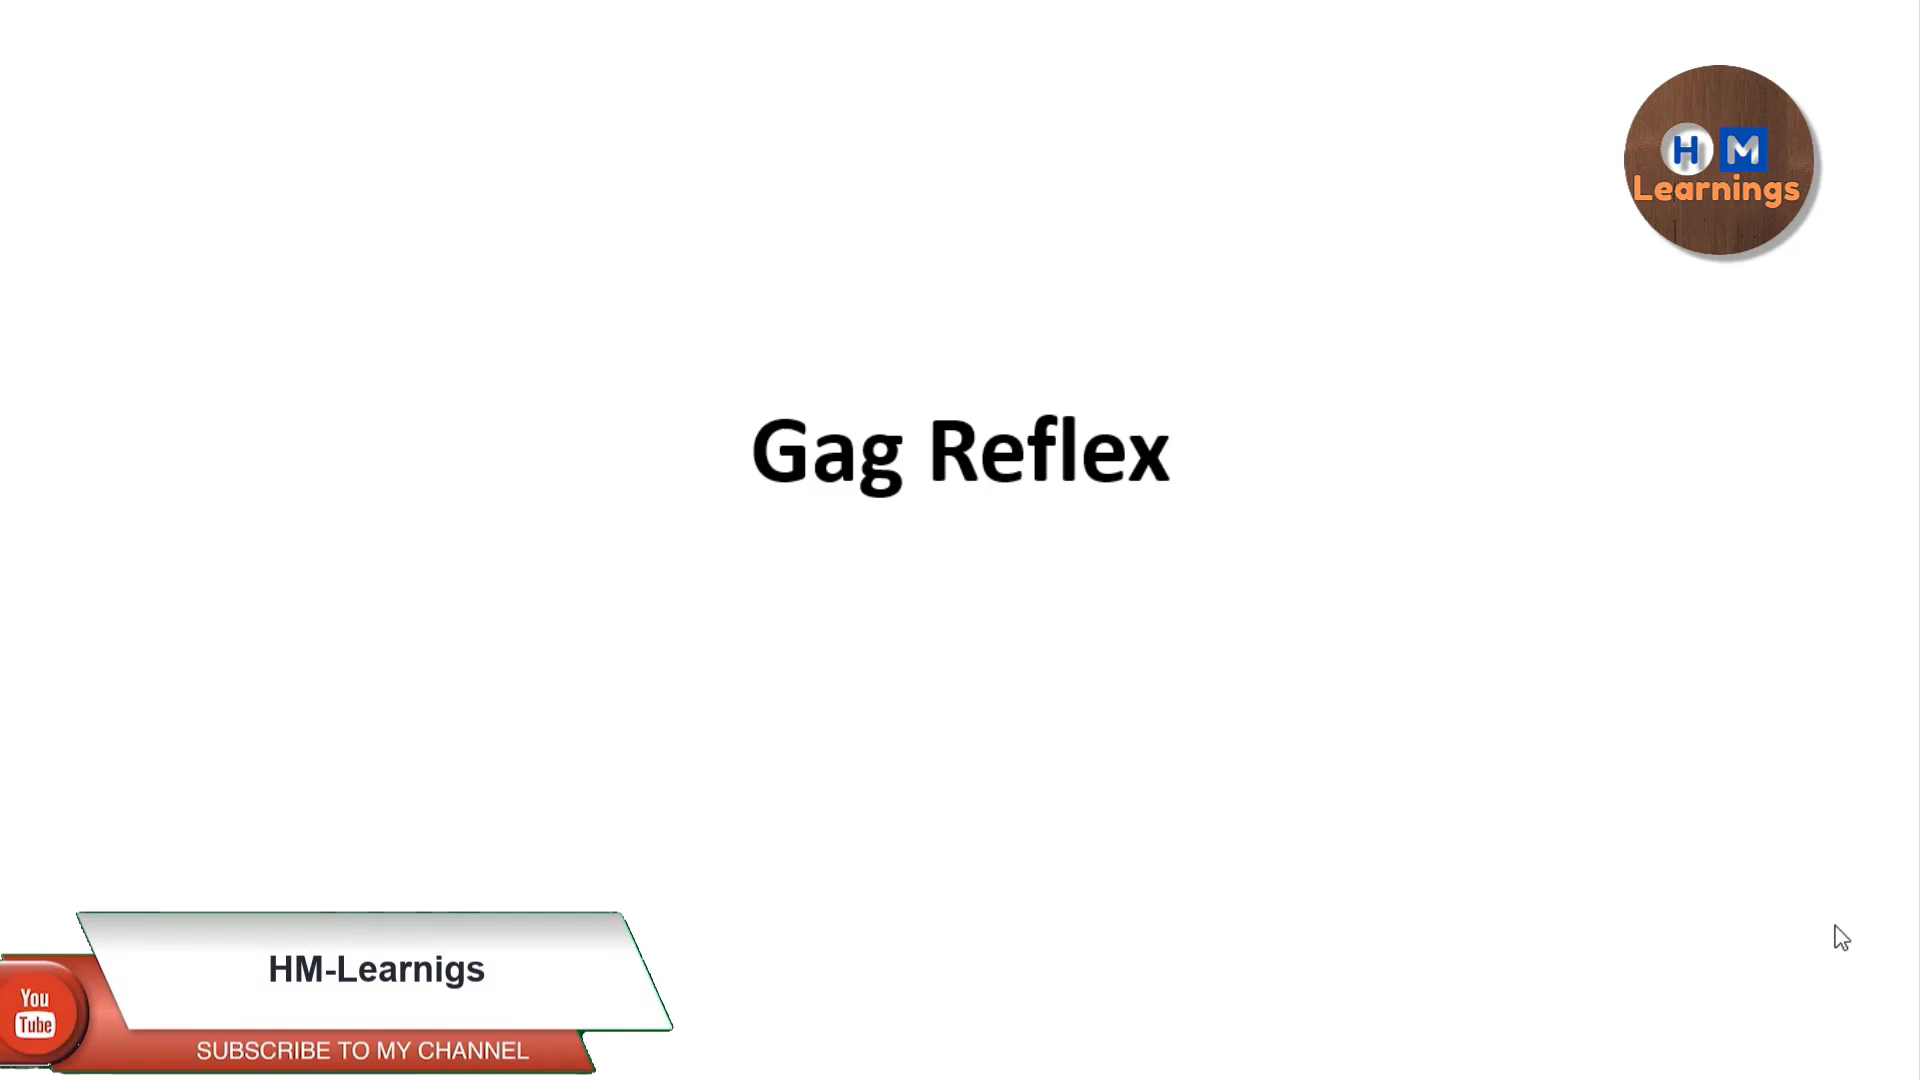 H M
Learnings
Gag Reflex
HM-Learnigs
You
Tube
SUBSCRIBE TO MY CHANNEL